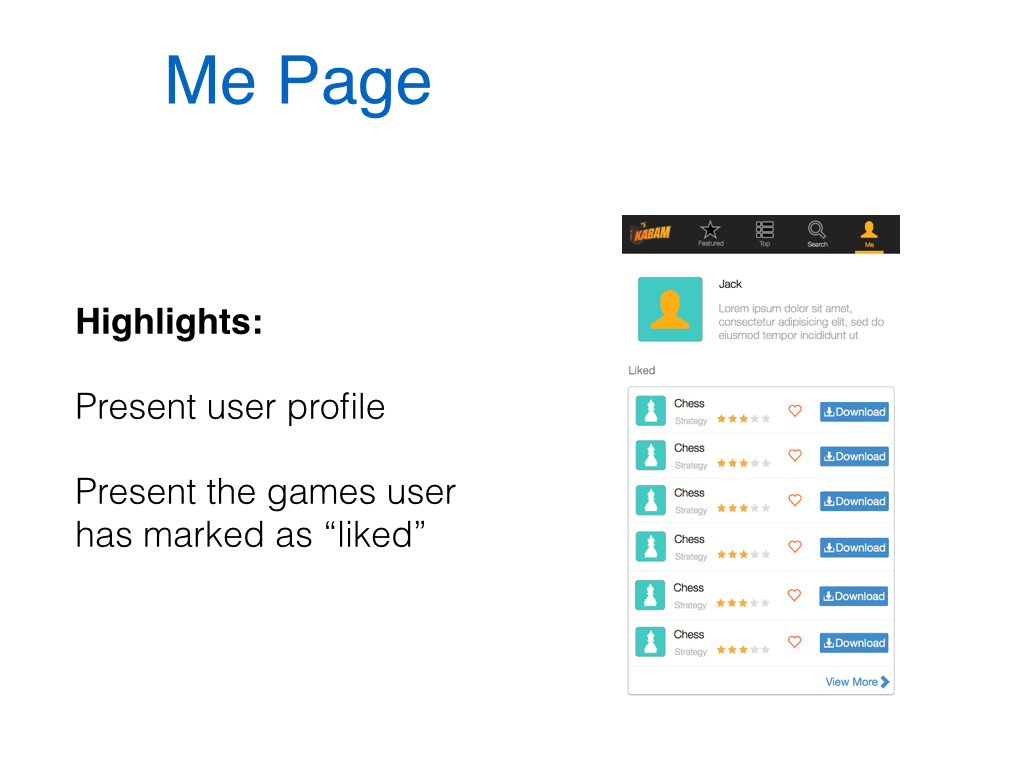 Me Page
Highlights:
Present user profile
Present the games user
has marked as “liked”
KABAM
Featured
Top
Search
Me
Jack
Lorem ipsum dolor sit amet,
consectetur adipisicing elit, sed do
eiusmod tempor incididunt ut
Liked
Chess
Strategy
Download
Chess
Strategy
Download
Chess
Strategy
Download
Chess
Strategy
Download
Chess
Strategy
Download
Chess
Strategy
Download
View More